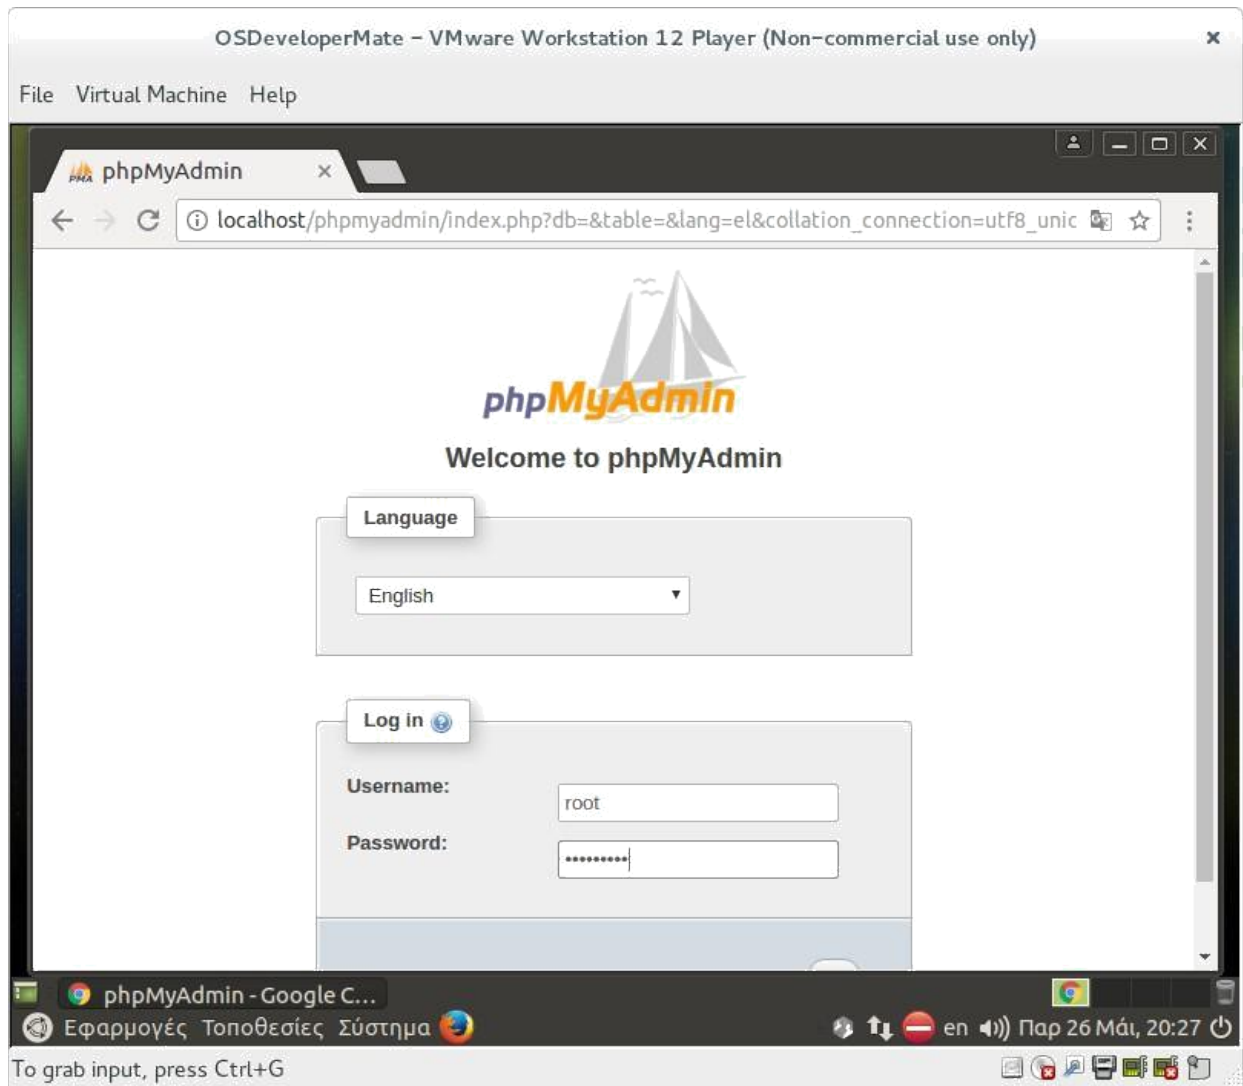 OSDeveloperMate – VMware Workstation 12 Player (Non-commercial use only)
File Virtual Machine Help
PMA phpMyAdmin
localhost/phpmyadmin/index.php?db=&table=&lang=el&collation_connection=utf8_unic
phpMyAdmin
Welcome to phpMyAdmin
Language
English
Log in
Username:
root
Password:
•••••••••
phpMyAdmin - Google C...
Εφαρμογές Τοποθεσίες Σύστημα
en Παρ 26 Μάι, 20:27
To grab input, press Ctrl+G